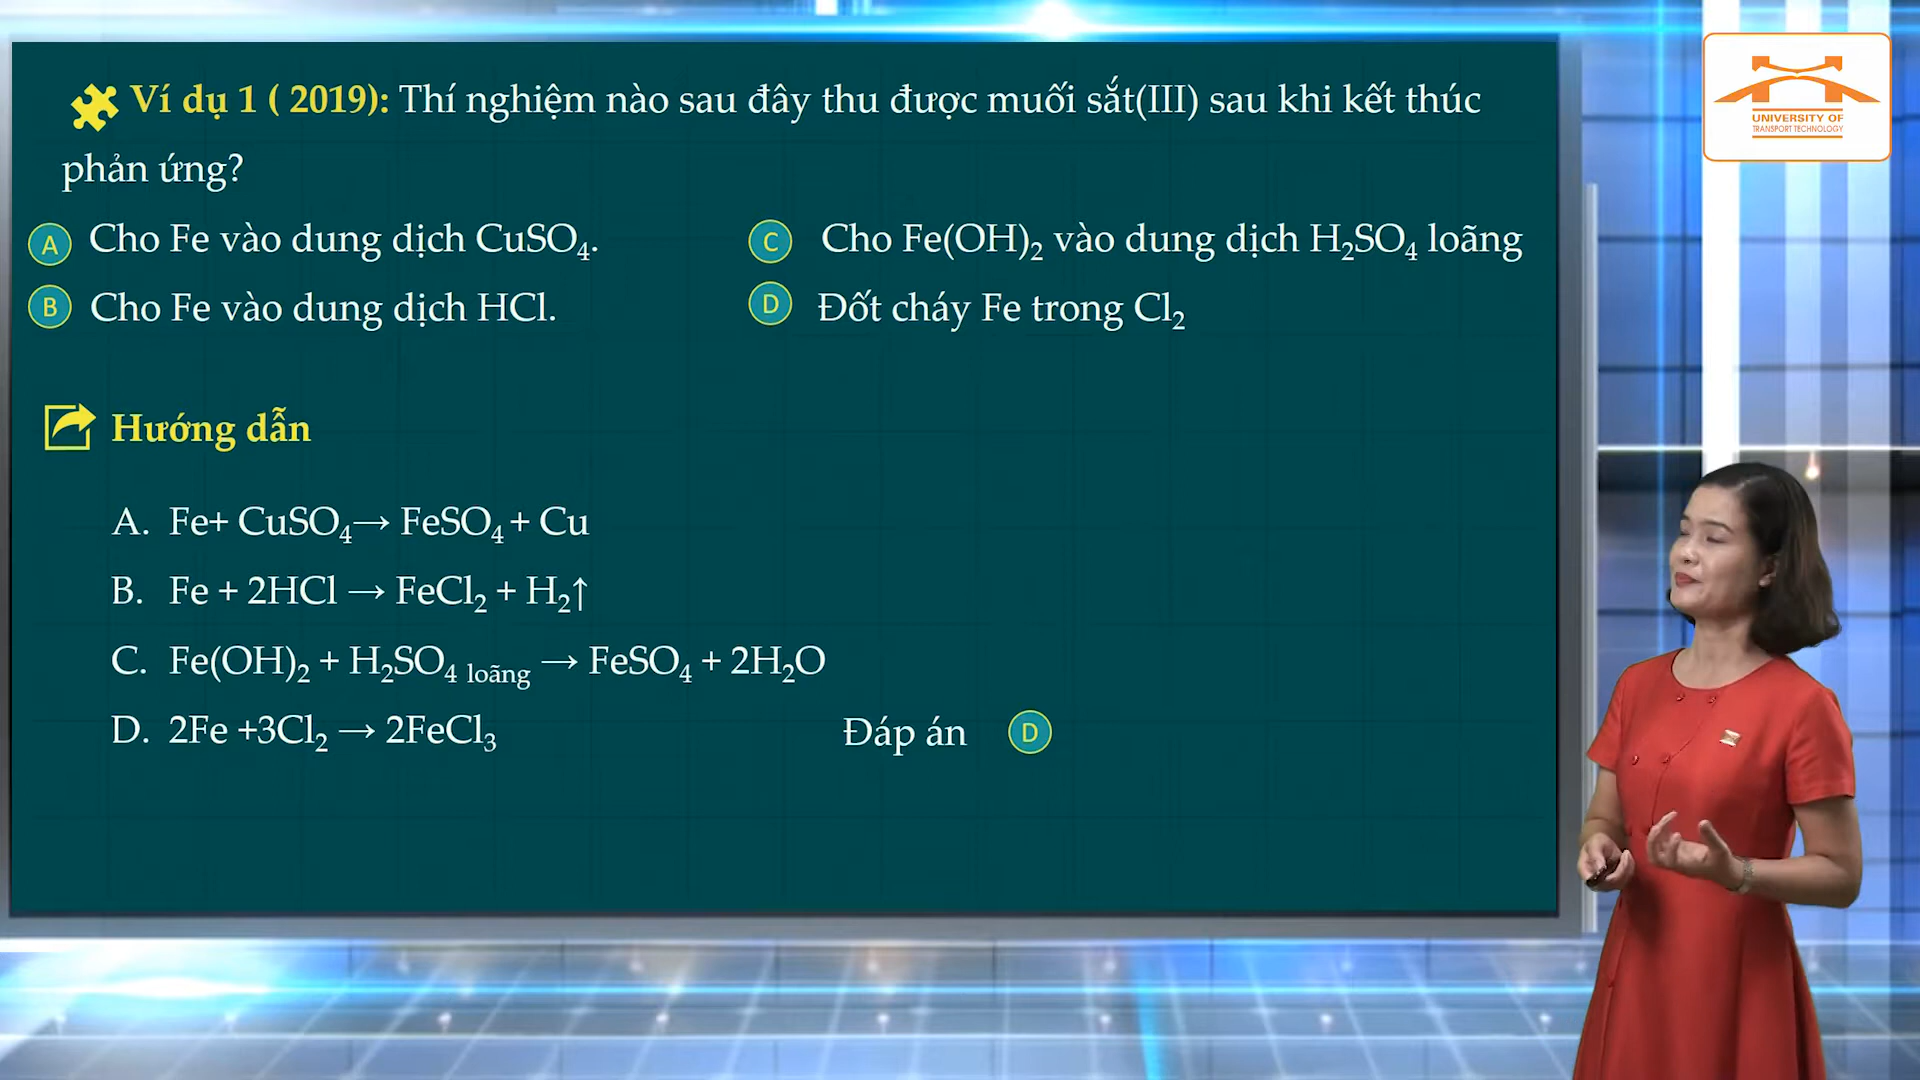 Ví dụ 1 ( 2019): Thí nghiệm nào sau đây thu được muối sắt(III) sau khi kết thúc
phản ứng?
A Cho Fe vào dung dịch CuSO₄.
C Cho Fe(OH)₂ vào dung dịch H₂SO₄ loãng
B Cho Fe vào dung dịch HCl.
D Đốt cháy Fe trong Cl₂
Hướng dẫn
A. Fe+ CuSO₄→ FeSO₄ + Cu
B. Fe + 2HCl → FeCl₂ + H₂↑
C. Fe(OH)₂ + H₂SO₄ loãng → FeSO₄ + 2H₂O
D. 2Fe +3Cl₂ → 2FeCl₃
Đáp án D
UNIVERSITY OF
TRANSPORT TECHNOLOGY